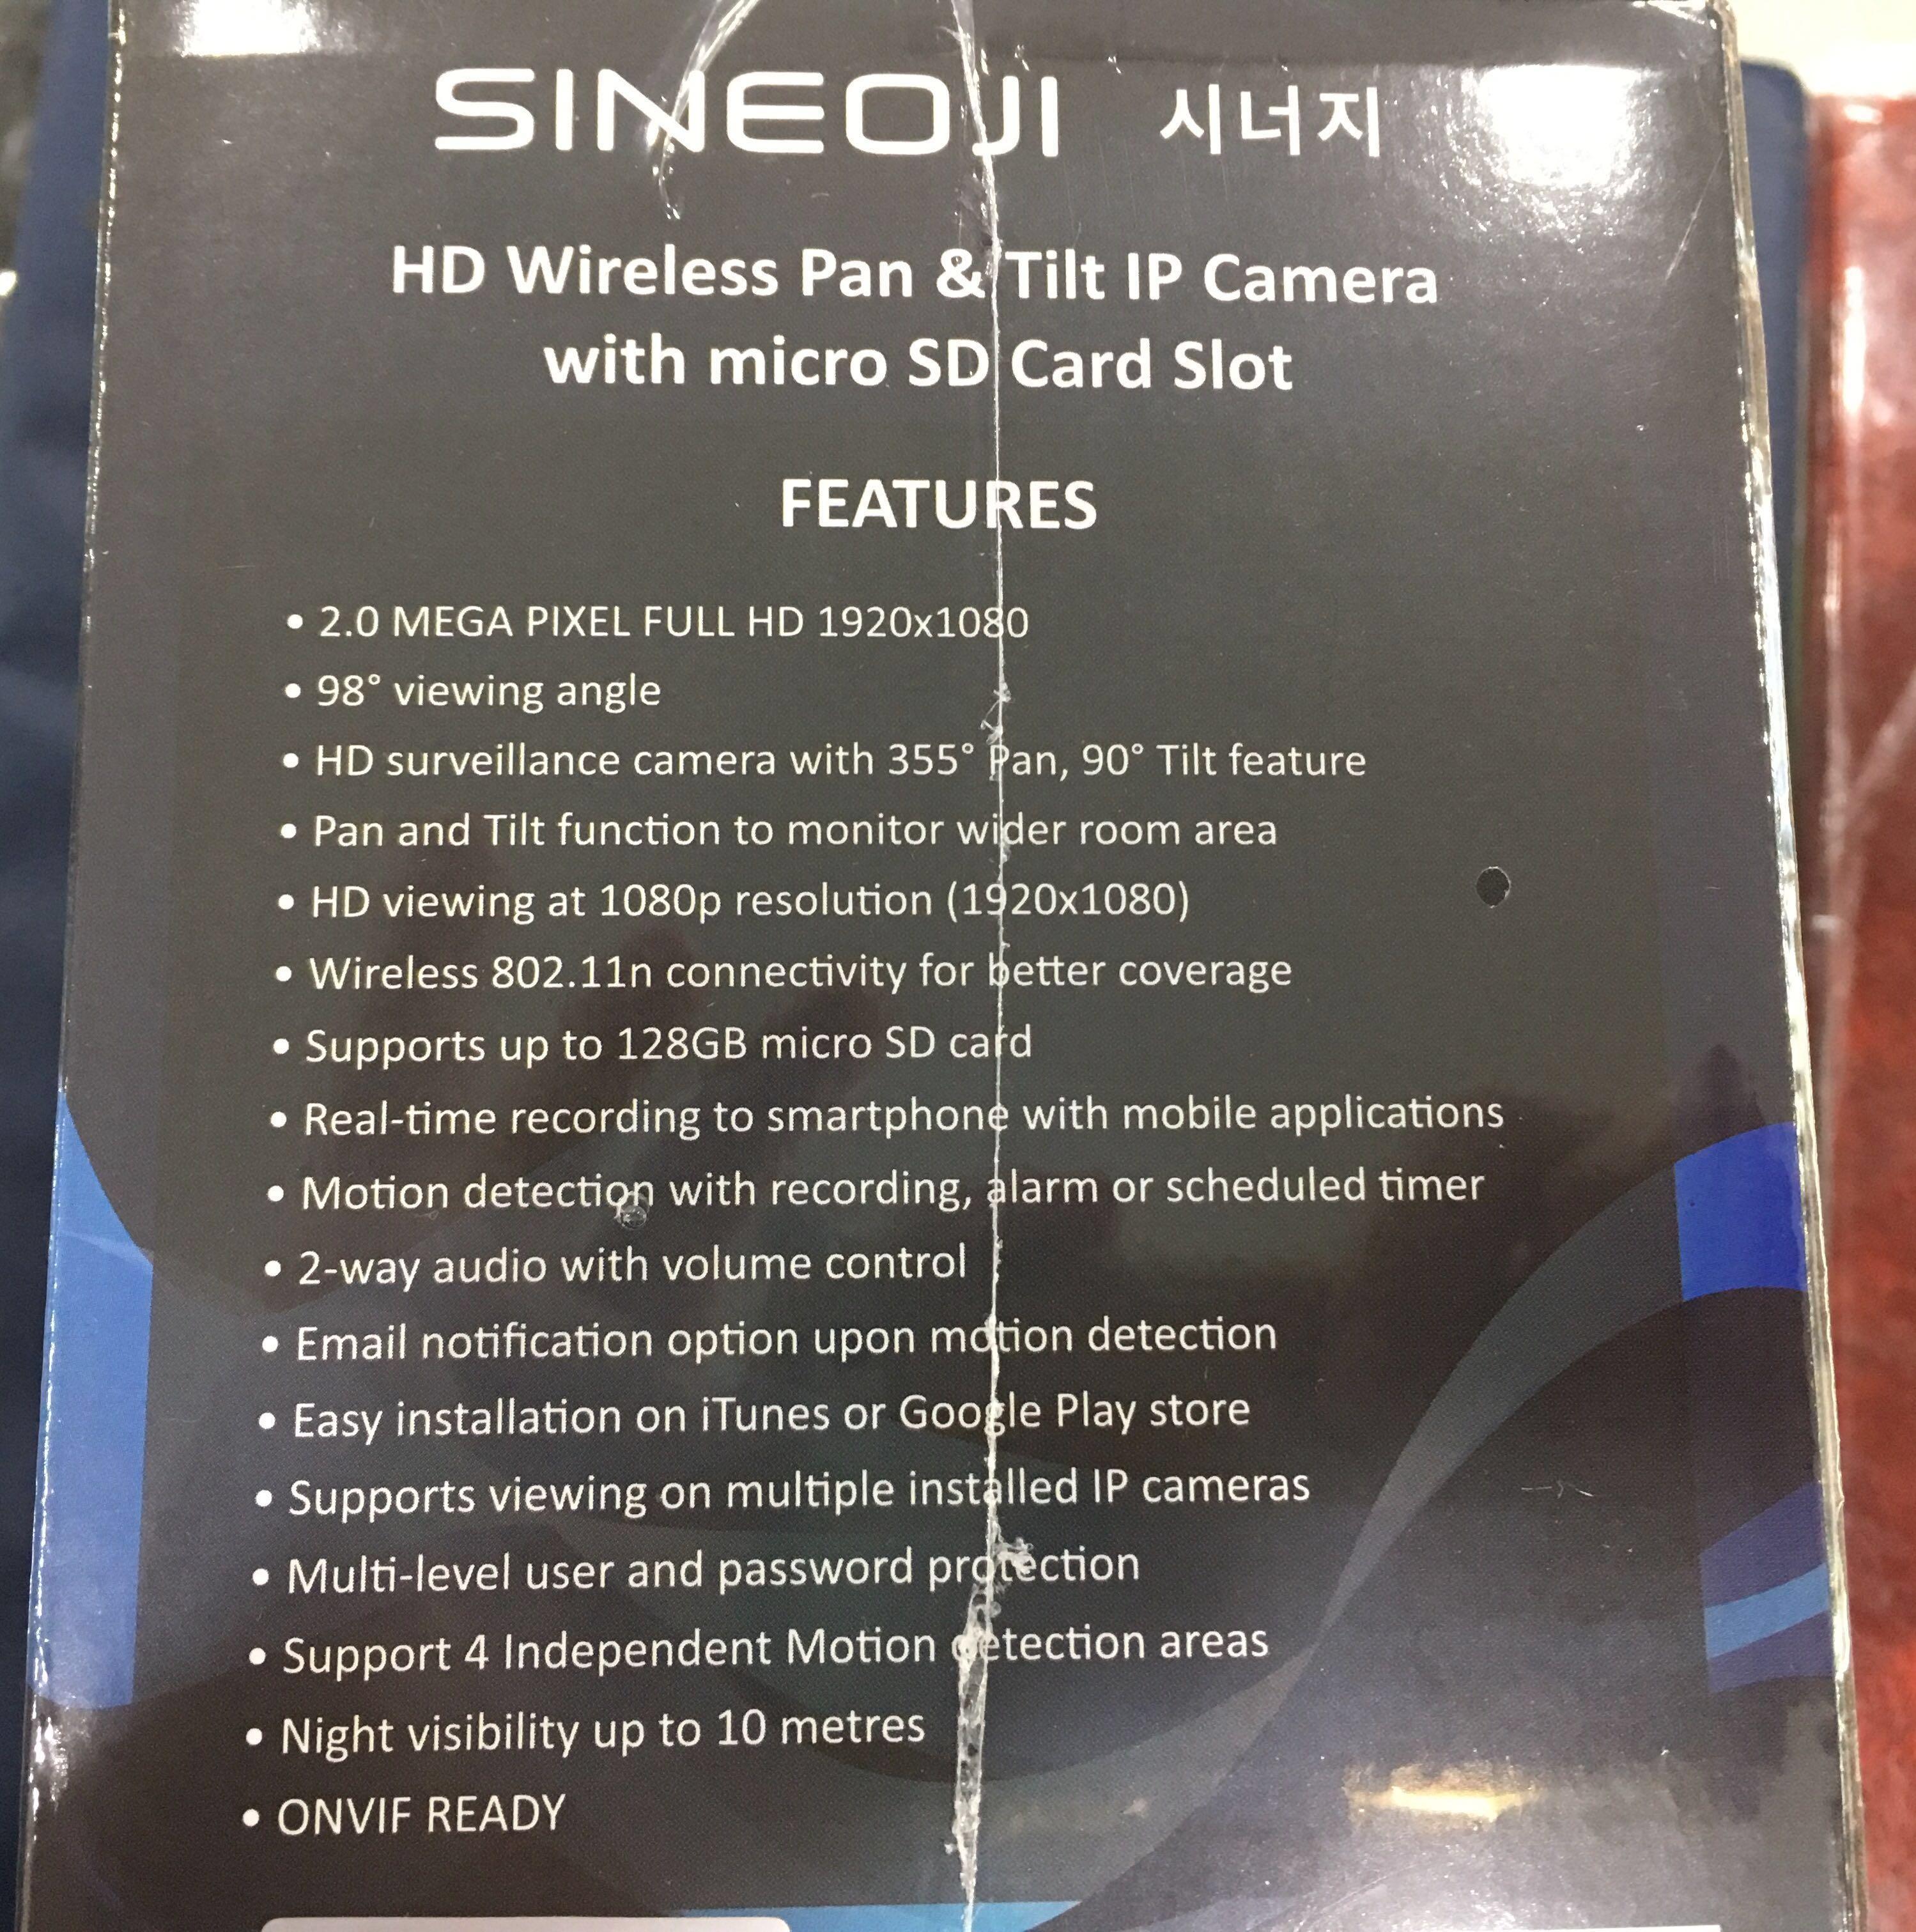 SINEOJI 시너지
HD Wireless Pan & Tilt IP Camera
with micro SD Card Slot
FEATURES
• 2.0 MEGA PIXEL FULL HD 1920x1080
• 98° viewing angle
• HD surveillance camera with 355° Pan, 90° Tilt feature
• Pan and Tilt function to monitor wider room area
• HD viewing at 1080p resolution (1920x1080)
• Wireless 802.11n connectivity for better coverage
• Supports up to 128GB micro SD card
• Real-time recording to smartphone with mobile applications
• Motion detection with recording, alarm or scheduled timer
• 2-way audio with volume control
• Email notification option upon motion detection
• Easy installation on iTunes or Google Play store
• Supports viewing on multiple installed IP cameras
• Multi-level user and password protection
• Support 4 Independent Motion detection areas
• Night visibility up to 10 metres
• ONVIF READY